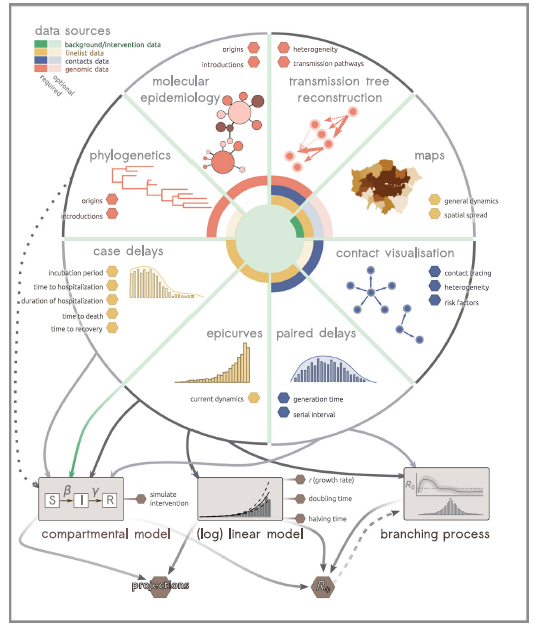 data sources
background/intervention data
linelist data
contacts data
genomic data
required
optional
origins
introductions
molecular
epidemiology
heterogeneity
transmission pathways
transmission tree
reconstruction
phylogenetics
origins
introductions
maps
general dynamics
spatial spread
case delays
incubation period
time to hospitalization
duration of hospitalization
time to death
time to recovery
contact visualisation
contact tracing
heterogeneity
risk factors
epicurves
current dynamics
paired delays
generation time
serial interval
β γ
S I R
simulate
intervention
compartmental model
r (growth rate)
doubling time
halving time
(log) linear model
R₀
branching process
projections
R₀